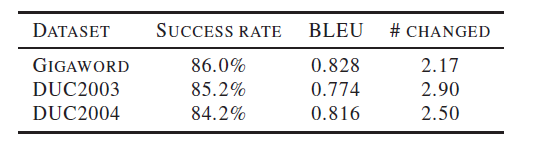 DATASET SUCCESS RATE BLEU # CHANGED
GIGAWORD 86.0% 0.828 2.17
DUC2003 85.2% 0.774 2.90
DUC2004 84.2% 0.816 2.50